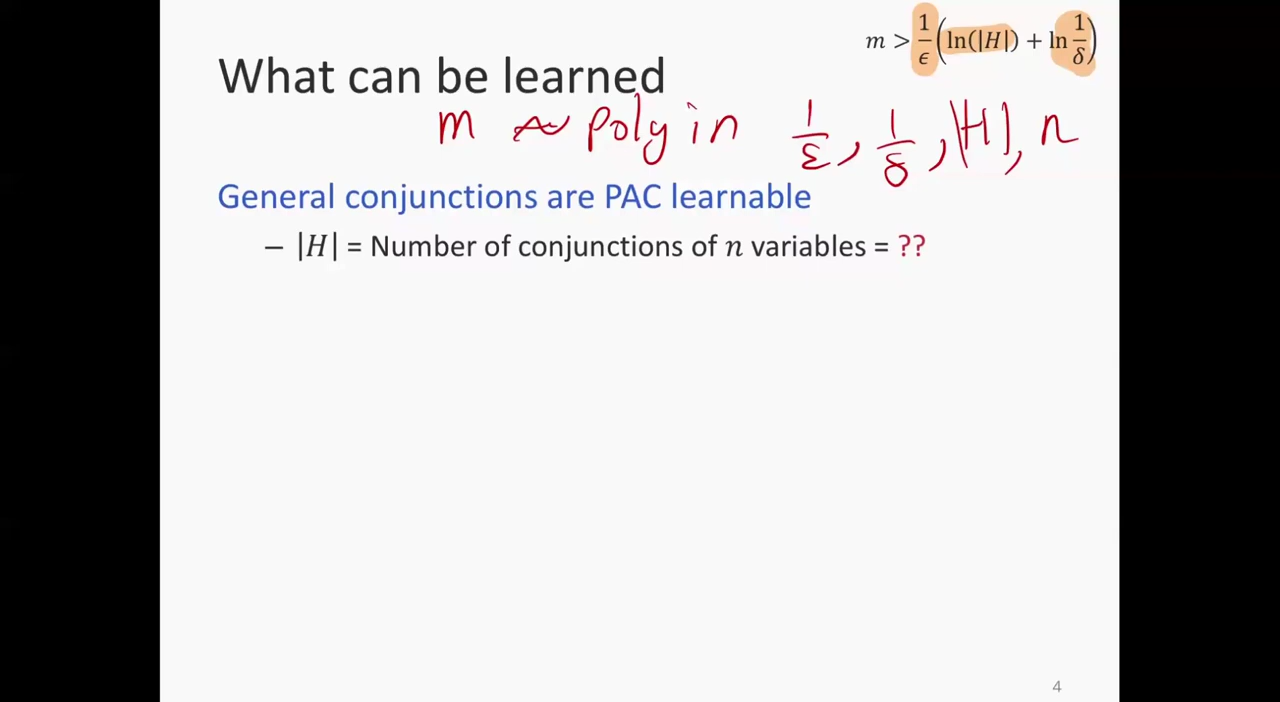 m > 1/ϵ (ln(|H|) + ln 1/δ)
What can be learned
m ~ poly in 1/ε, 1/δ, |H|, n
General conjunctions are PAC learnable
– |H| = Number of conjunctions of n variables = ??
4